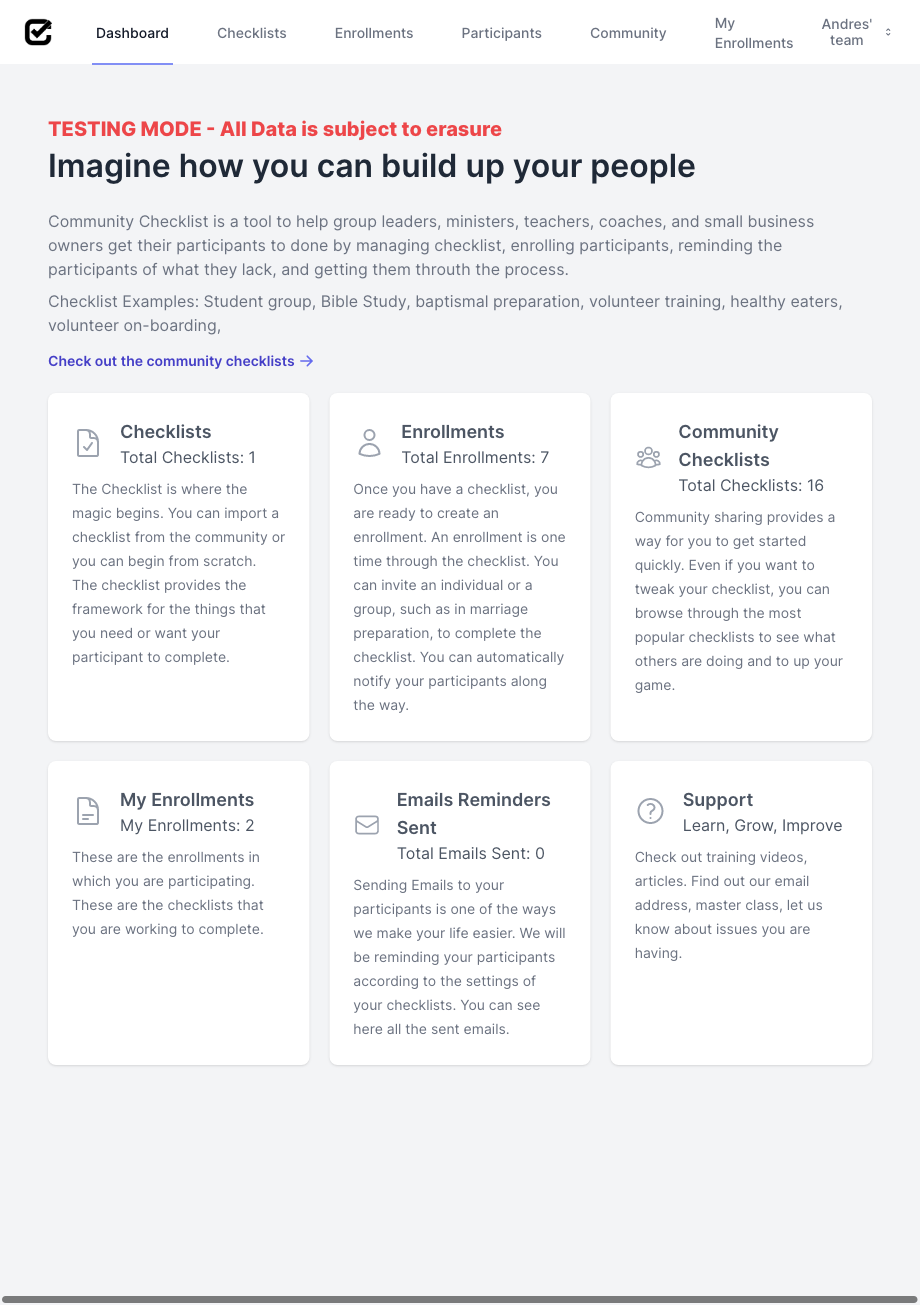 Dashboard
Checklists
Enrollments
Participants
Community
My
Enrollments
Andres'
team
TESTING MODE - All Data is subject to erasure
Imagine how you can build up your people
Community Checklist is a tool to help group leaders, ministers, teachers, coaches, and small business
owners get their participants to done by managing checklist, enrolling participants, reminding the
participants of what they lack, and getting them throuth the process.
Checklist Examples: Student group, Bible Study, baptismal preparation, volunteer training, healthy eaters,
volunteer on-boarding,
Check out the community checklists →
Checklists
Total Checklists: 1
The Checklist is where the
magic begins. You can import a
checklist from the community or
you can begin from scratch.
The checklist provides the
framework for the things that
you need or want your
participant to complete.
Enrollments
Total Enrollments: 7
Once you have a checklist, you
are ready to create an
enrollment. An enrollment is one
time through the checklist. You
can invite an individual or a
group, such as in marriage
preparation, to complete the
checklist. You can automatically
notify your participants along
the way.
Community
Checklists
Total Checklists: 16
Community sharing provides a
way for you to get started
quickly. Even if you want to
tweak your checklist, you can
browse through the most
popular checklists to see what
others are doing and to up your
game.
My Enrollments
My Enrollments: 2
These are the enrollments in
which you are participating.
These are the checklists that
you are working to complete.
Emails Reminders
Sent
Total Emails Sent: 0
Sending Emails to your
participants is one of the ways
we make your life easier. We will
be reminding your participants
according to the settings of
your checklists. You can see
here all the sent emails.
Support
Learn, Grow, Improve
Check out training videos,
articles. Find out our email
address, master class, let us
know about issues you are
having.